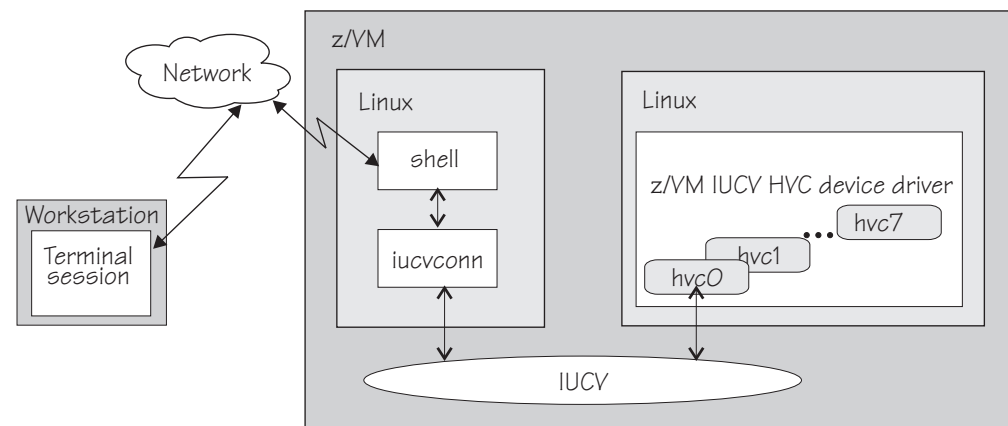 z/VM
Network
Linux
shell
iucvconn
Workstation
Terminal
session
Linux
z/VM IUCV HVC device driver
hvc0
hvc1
hvc7
IUCV